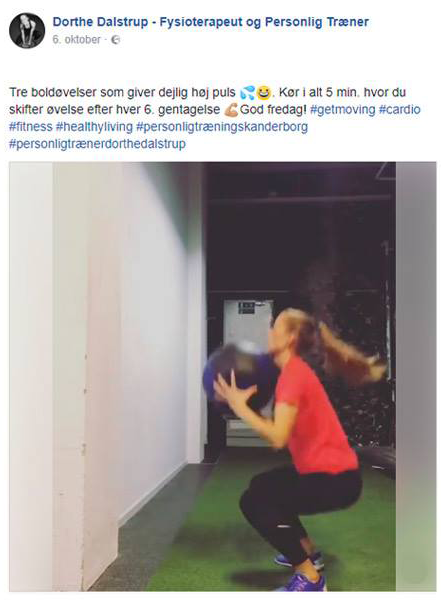 Dorthe Dalstrup - Fysioterapeut og Personlig Træner
6. oktober ·
Tre boldøvelser som giver dejlig høj puls 💦😃. Kør i alt 5 min. hvor du
skifter øvelse efter hver 6. gentagelse 💪🏼God fredag! #getmoving #cardio
#fitness #healthyliving #personligtræningskanderborg
#personligtrænerdorthedalstrup